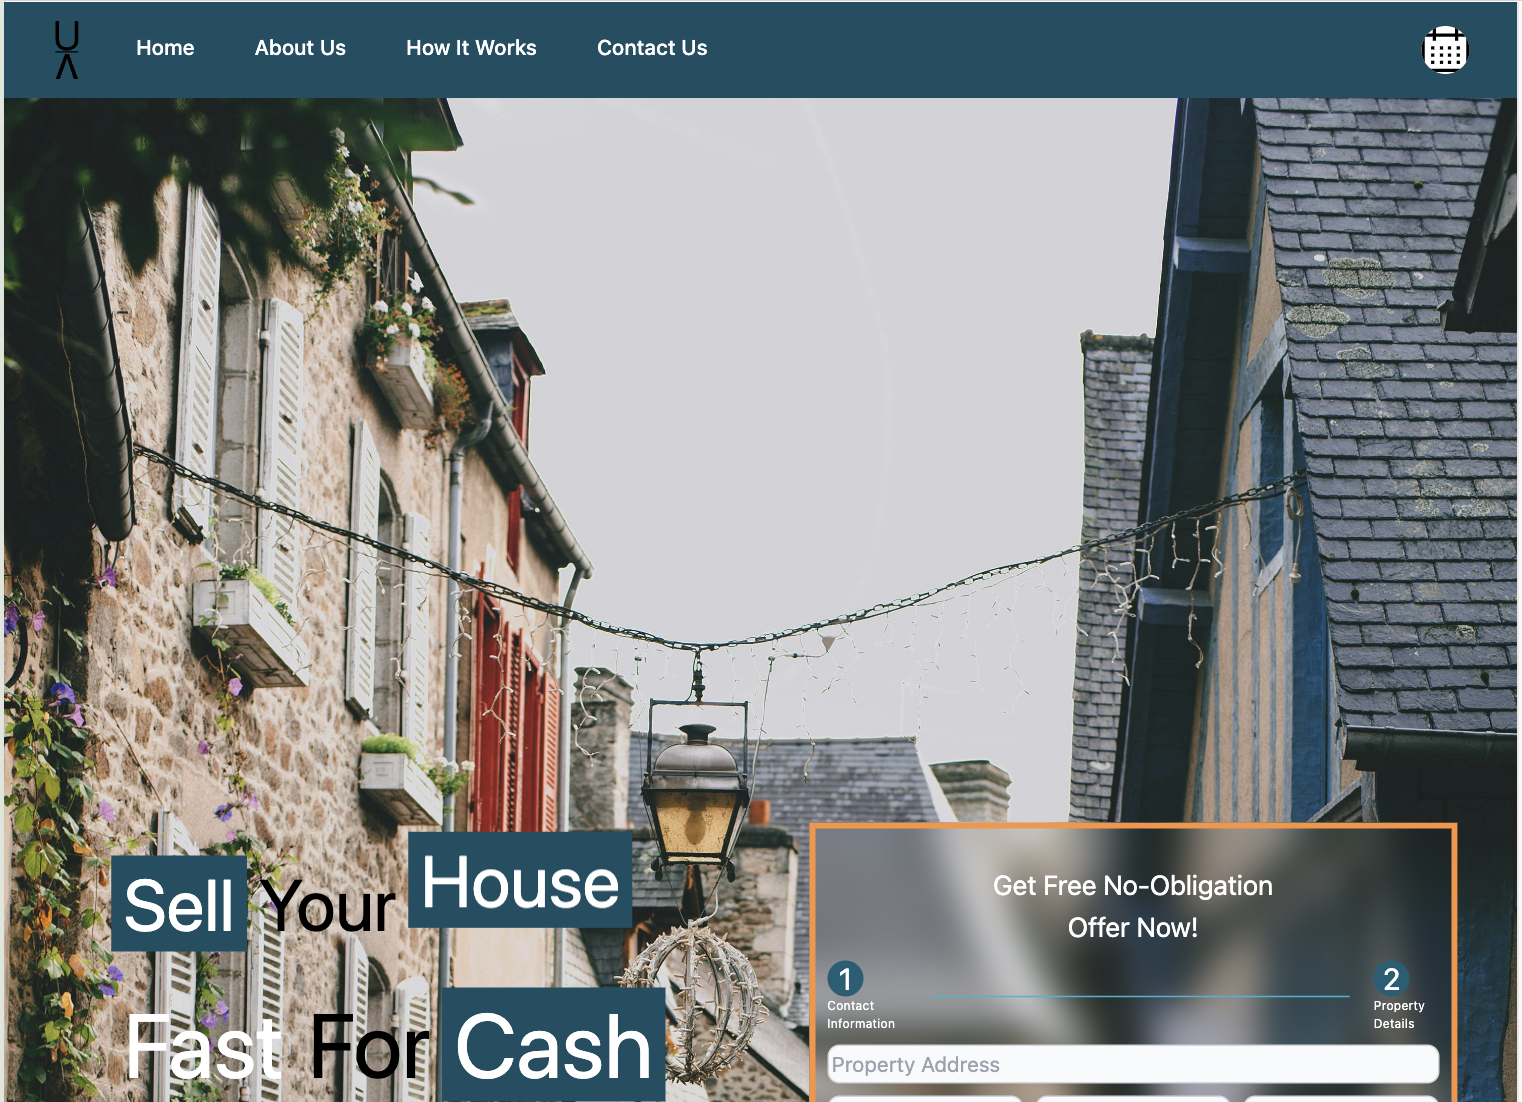 Home About Us How It Works Contact Us
Sell Your House
Fast For Cash
Get Free No-Obligation
Offer Now!
1 2
Contact Property
Information Details
Property Address